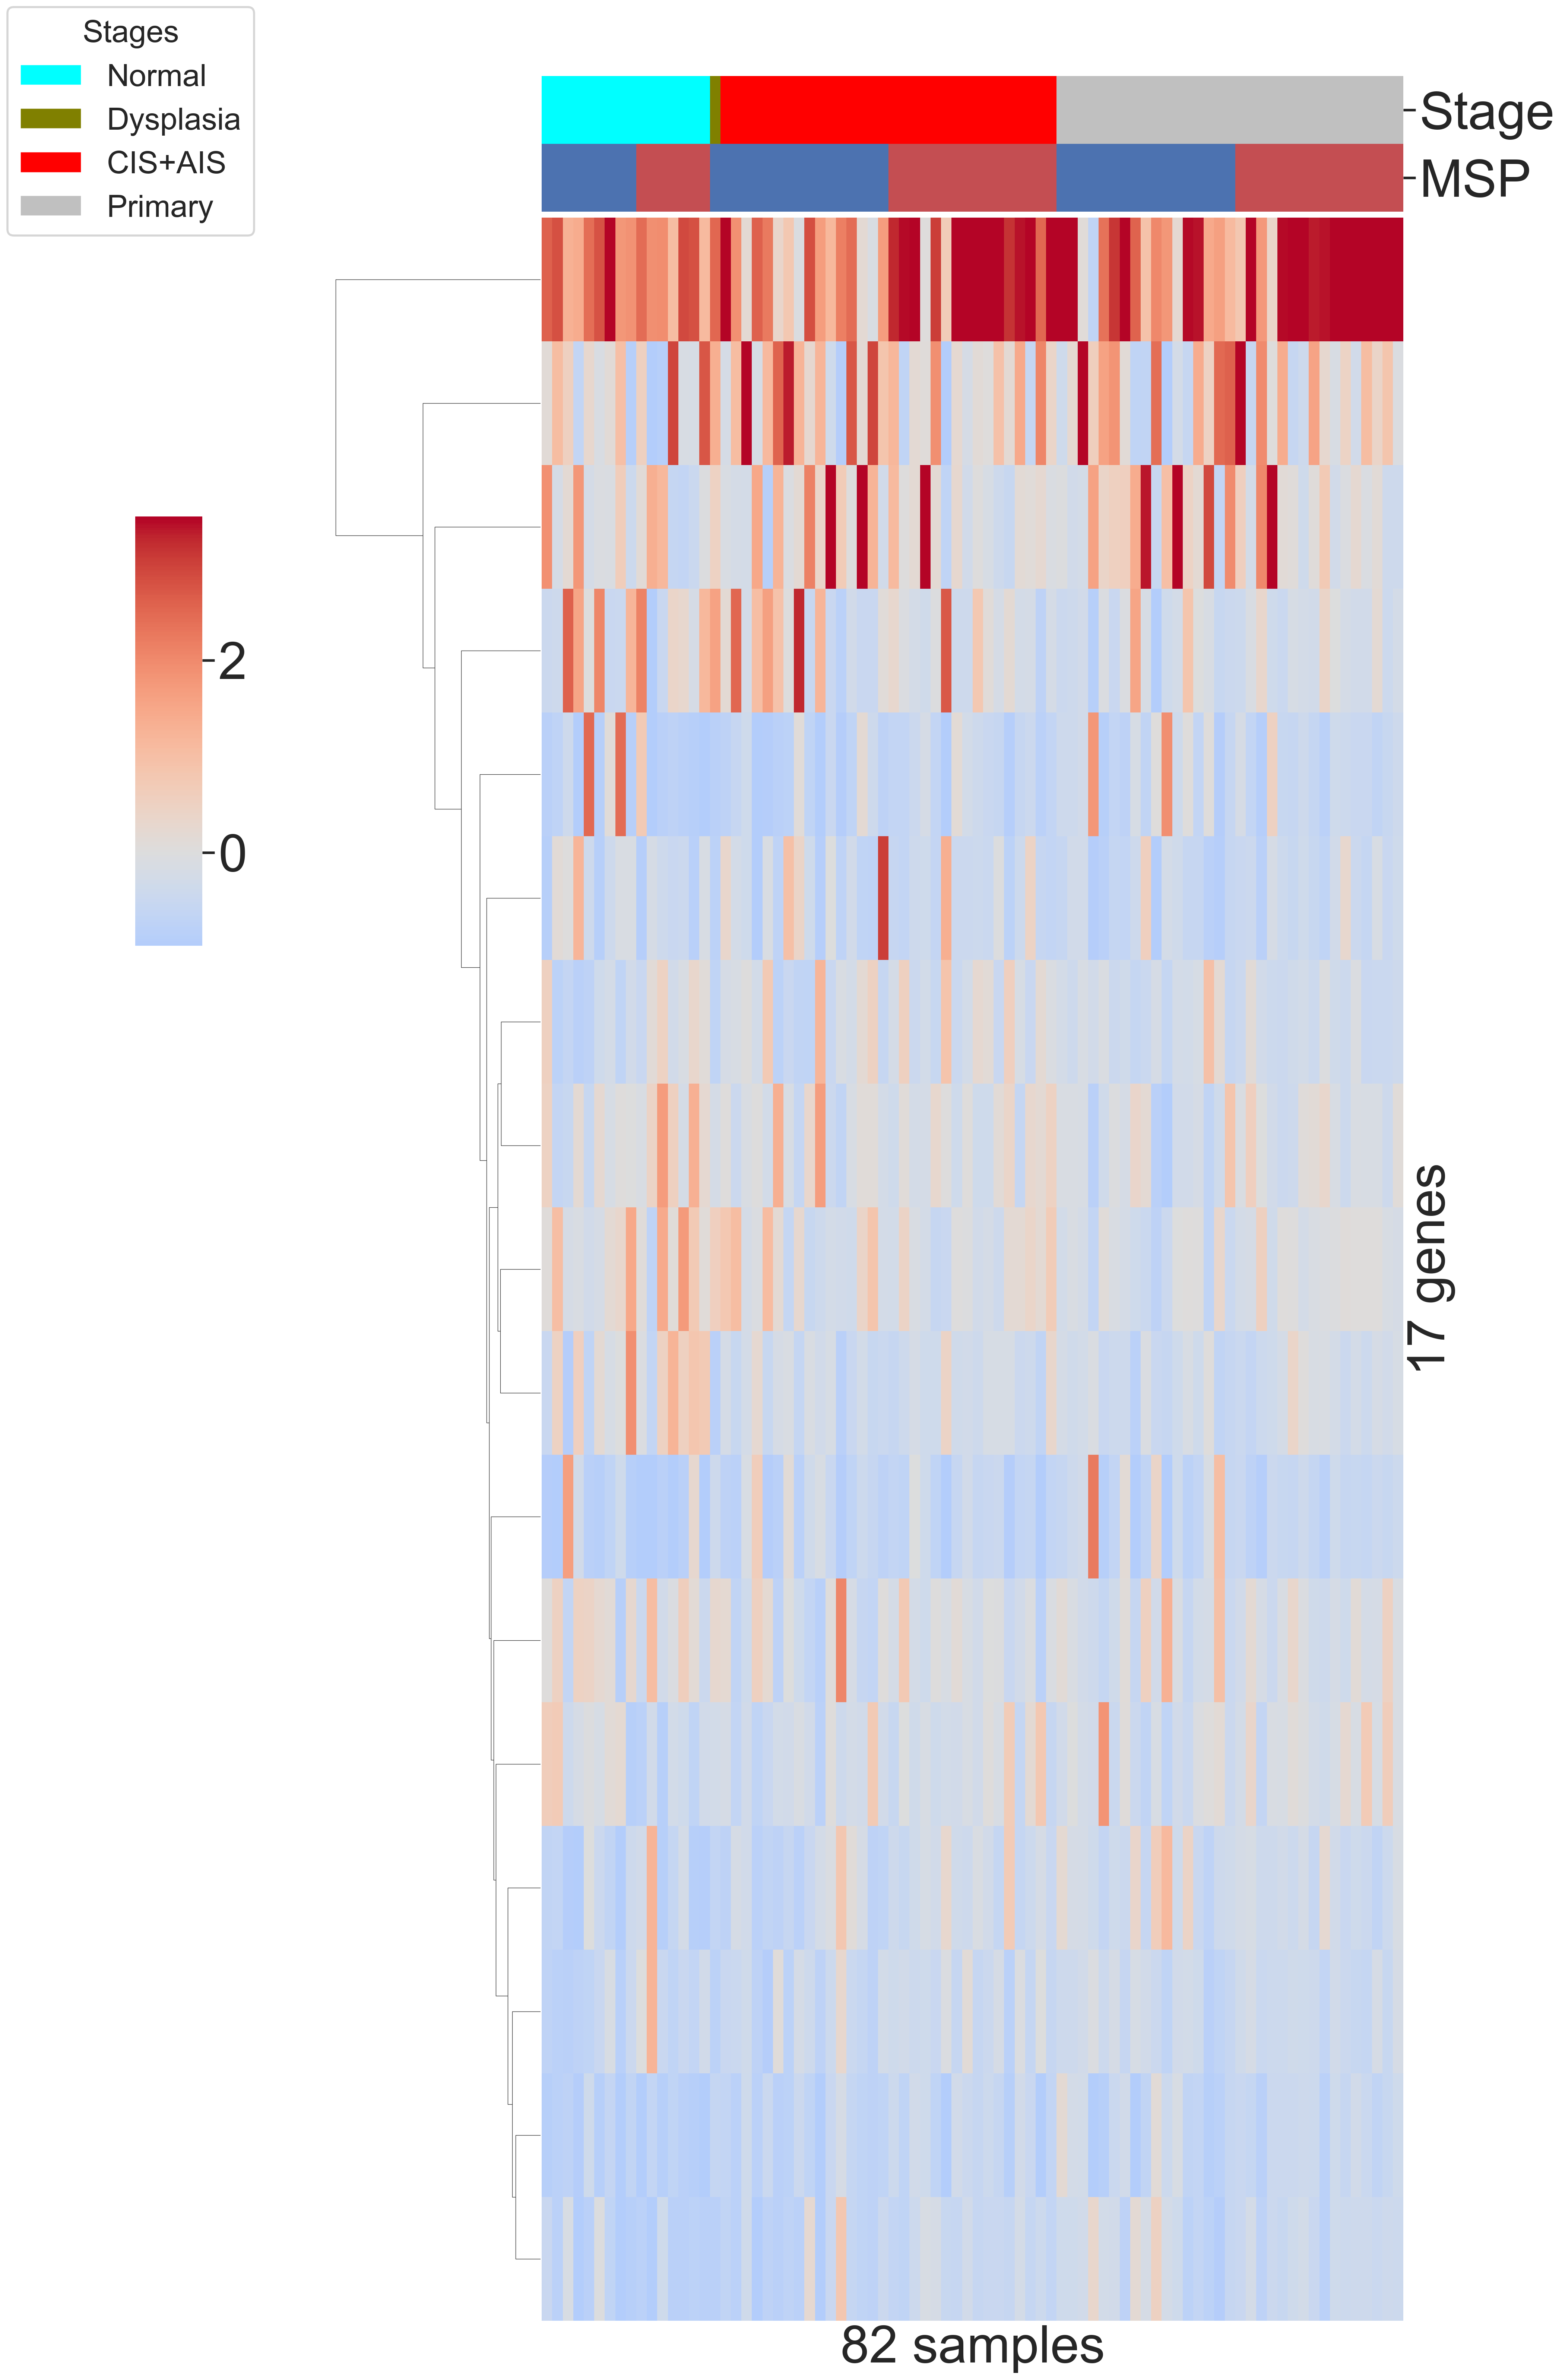 Stages
Normal
Dysplasia
CIS+AIS
Primary
Stage
MSP
2
0
17 genes
82 samples